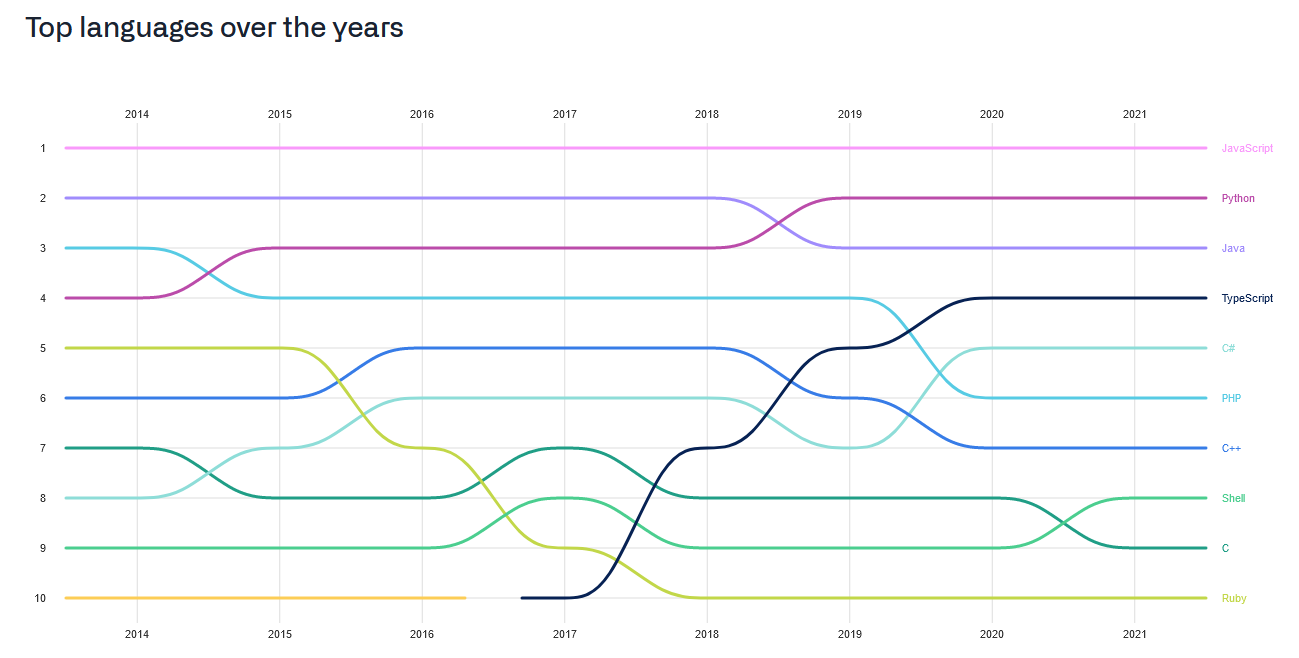 Top languages over the years
2014 2015 2016 2017 2018 2019 2020 2021
1 JavaScript
2 Python
3 Java
4 TypeScript
5 C#
6 PHP
7 C++
8 Shell
9 C
10 Ruby
2014 2015 2016 2017 2018 2019 2020 2021